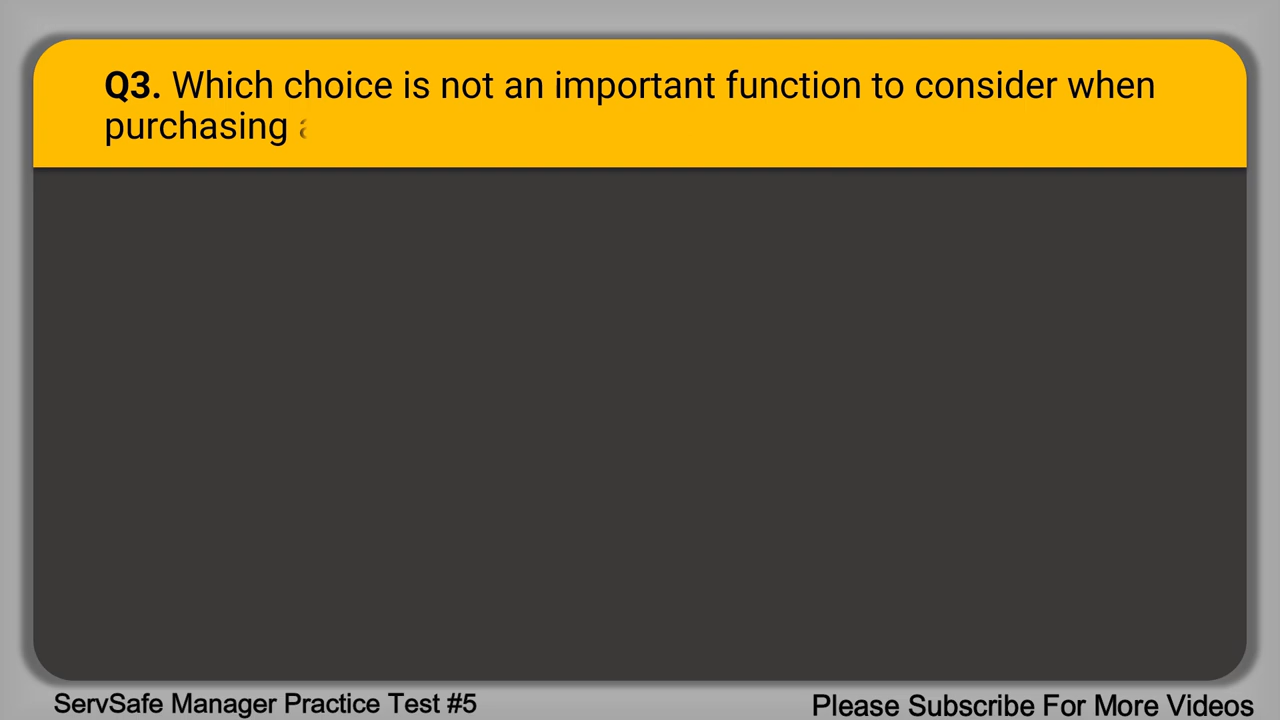 Q3. Which choice is not an important function to consider when
purchasing
ServSafe Manager Practice Test #5
Please Subscribe For More Videos